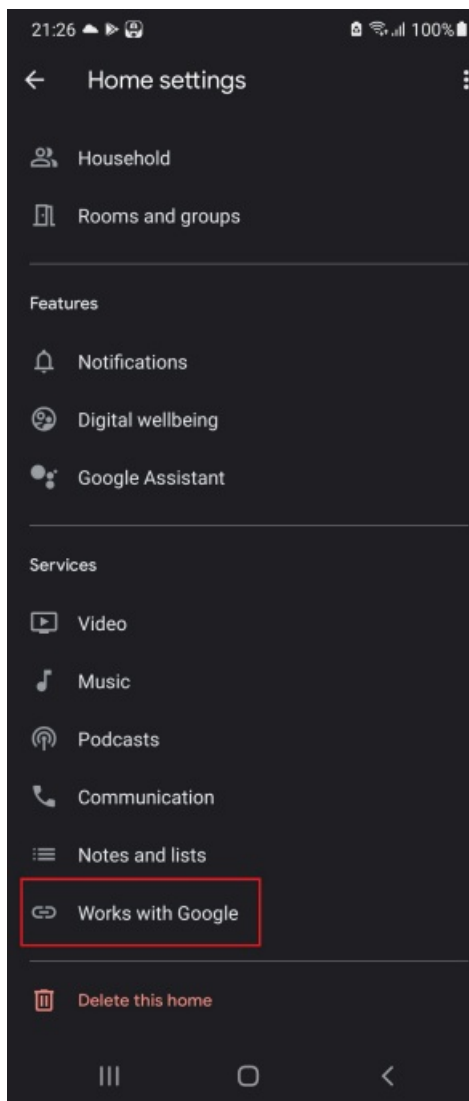 21:26
100%
Home settings
Household
Rooms and groups
Features
Notifications
Digital wellbeing
Google Assistant
Services
Video
Music
Podcasts
Communication
Notes and lists
Works with Google
Delete this home